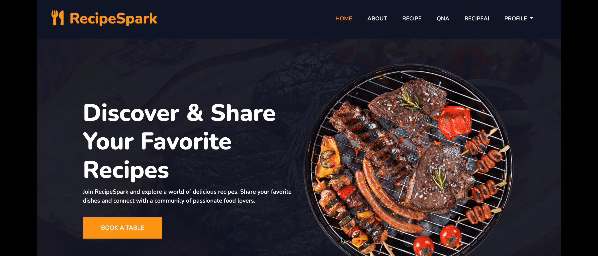 RecipeSpark
HOME ABOUT RECIPE QNA RECIPEAI PROFILE
Discover & Share
Your Favorite
Recipes
Join RecipeSpark and explore a world of delicious recipes. Share your favorite
dishes and connect with a community of passionate food lovers.
BOOK A TABLE